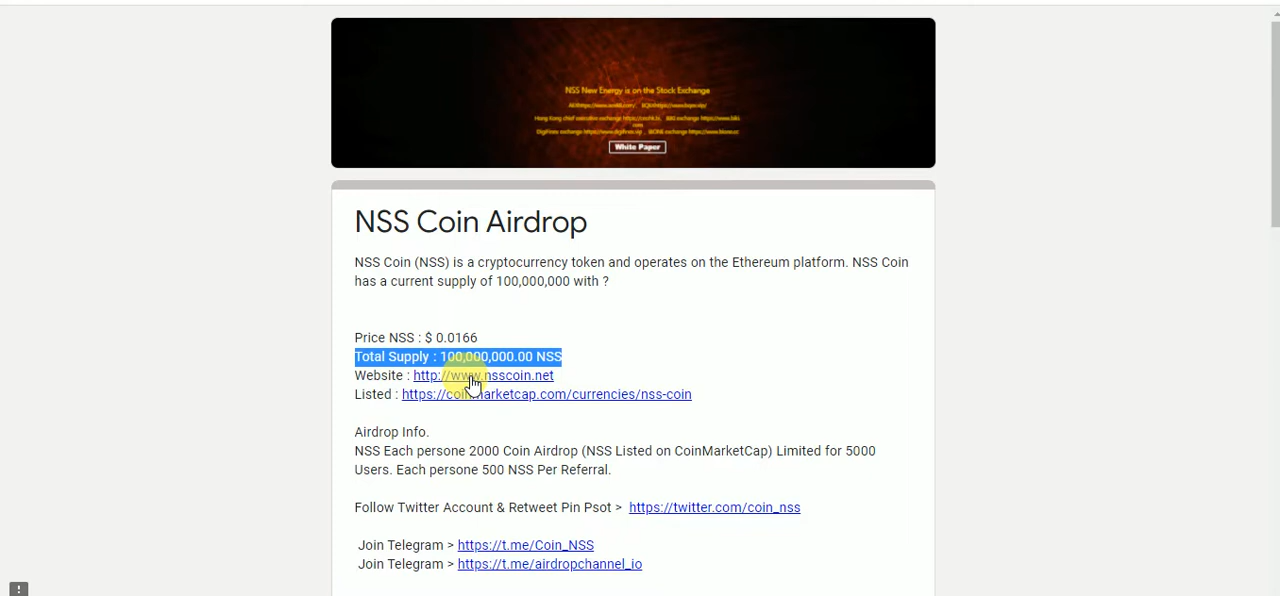 NSS New Energy is on the Stock Exchange
White Paper
NSS Coin Airdrop
NSS Coin (NSS) is a cryptocurrency token and operates on the Ethereum platform. NSS Coin
has a current supply of 100,000,000 with ?
Price NSS : $ 0.0166
Total Supply : 100,000,000.00 NSS
Website : http://www.nsscoin.net
Listed : https://coinmarketcap.com/currencies/nss-coin
Airdrop Info.
NSS Each persone 2000 Coin Airdrop (NSS Listed on CoinMarketCap) Limited for 5000
Users. Each persone 500 NSS Per Referral.
Follow Twitter Account & Retweet Pin Psot > https://twitter.com/coin_nss
Join Telegram > https://t.me/Coin_NSS
Join Telegram > https://t.me/airdropchannel_io